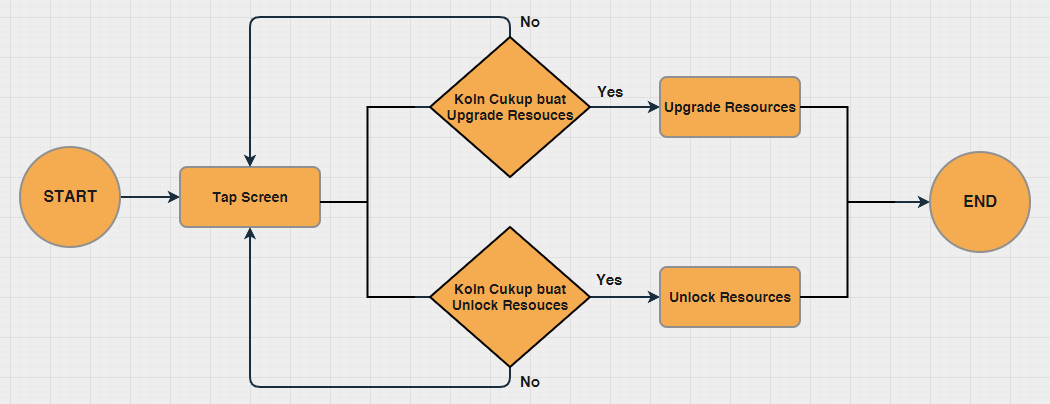 No
Koin Cukup buat
Upgrade Resouces
Yes
Upgrade Resources
START
Tap Screen
END
Koin Cukup buat
Unlock Resouces
Yes
Unlock Resources
No